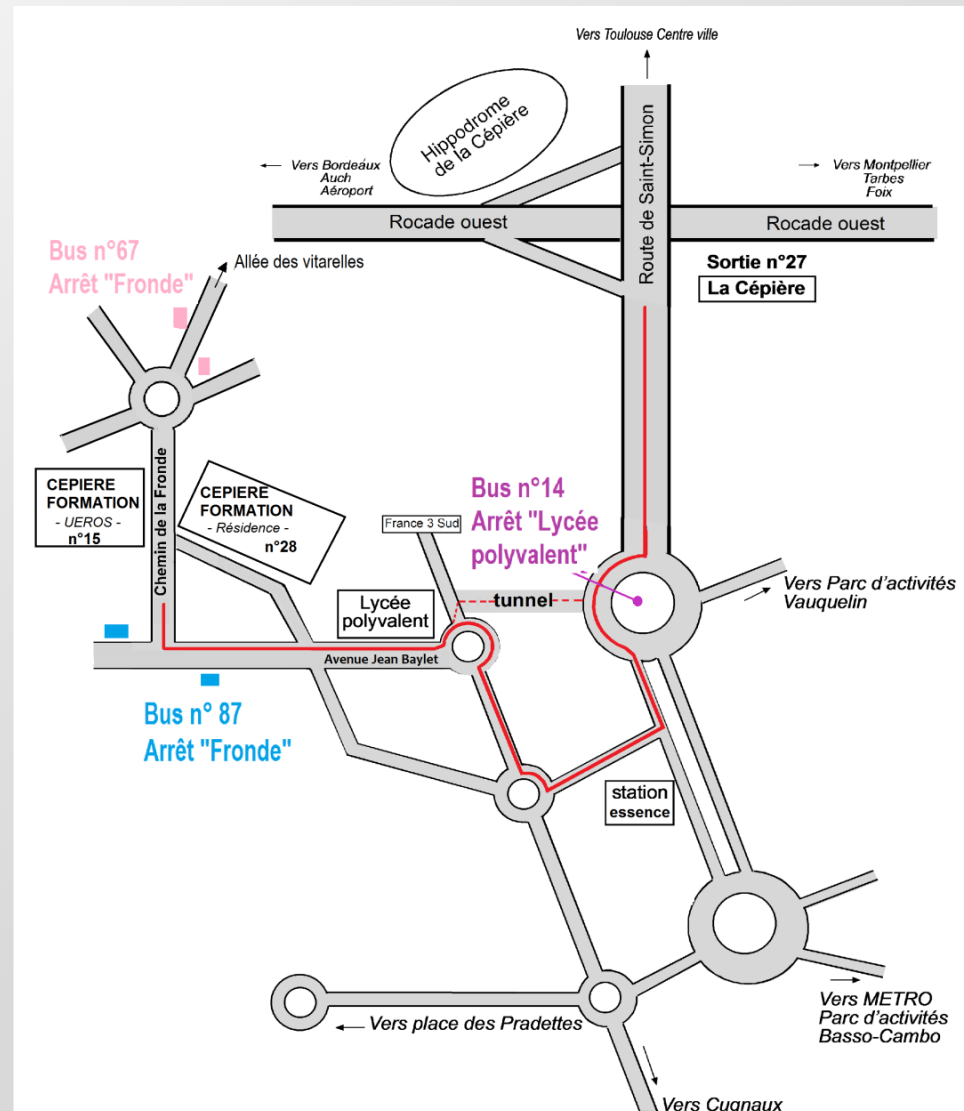 Vers Toulouse Centre ville
Hippodrome
de la Cépière
Route de Saint-Simon
Vers Bordeaux
Auch
Aéroport
Vers Montpellier
Tarbes
Foix
Rocade ouest
Rocade ouest
Bus n°67
Arrêt "Fronde"
Allée des vitarelles
Sortie n°27
La Cépière
CEPIERE
FORMATION
- UEROS -
n°15
Chemin de la Fronde
CEPIERE
FORMATION
- Résidence -
n°28
Bus n°14
Arrêt "Lycée
polyvalent"
France 3 Sud
Vers Parc d'activités
Vauquelin
tunnel
Lycée
polyvalent
Avenue Jean Baylet
Bus n° 87
Arrêt "Fronde"
station
essence
Vers METRO
Parc d'activités
Basso-Cambo
Vers place des Pradettes
Vers Cugnaux